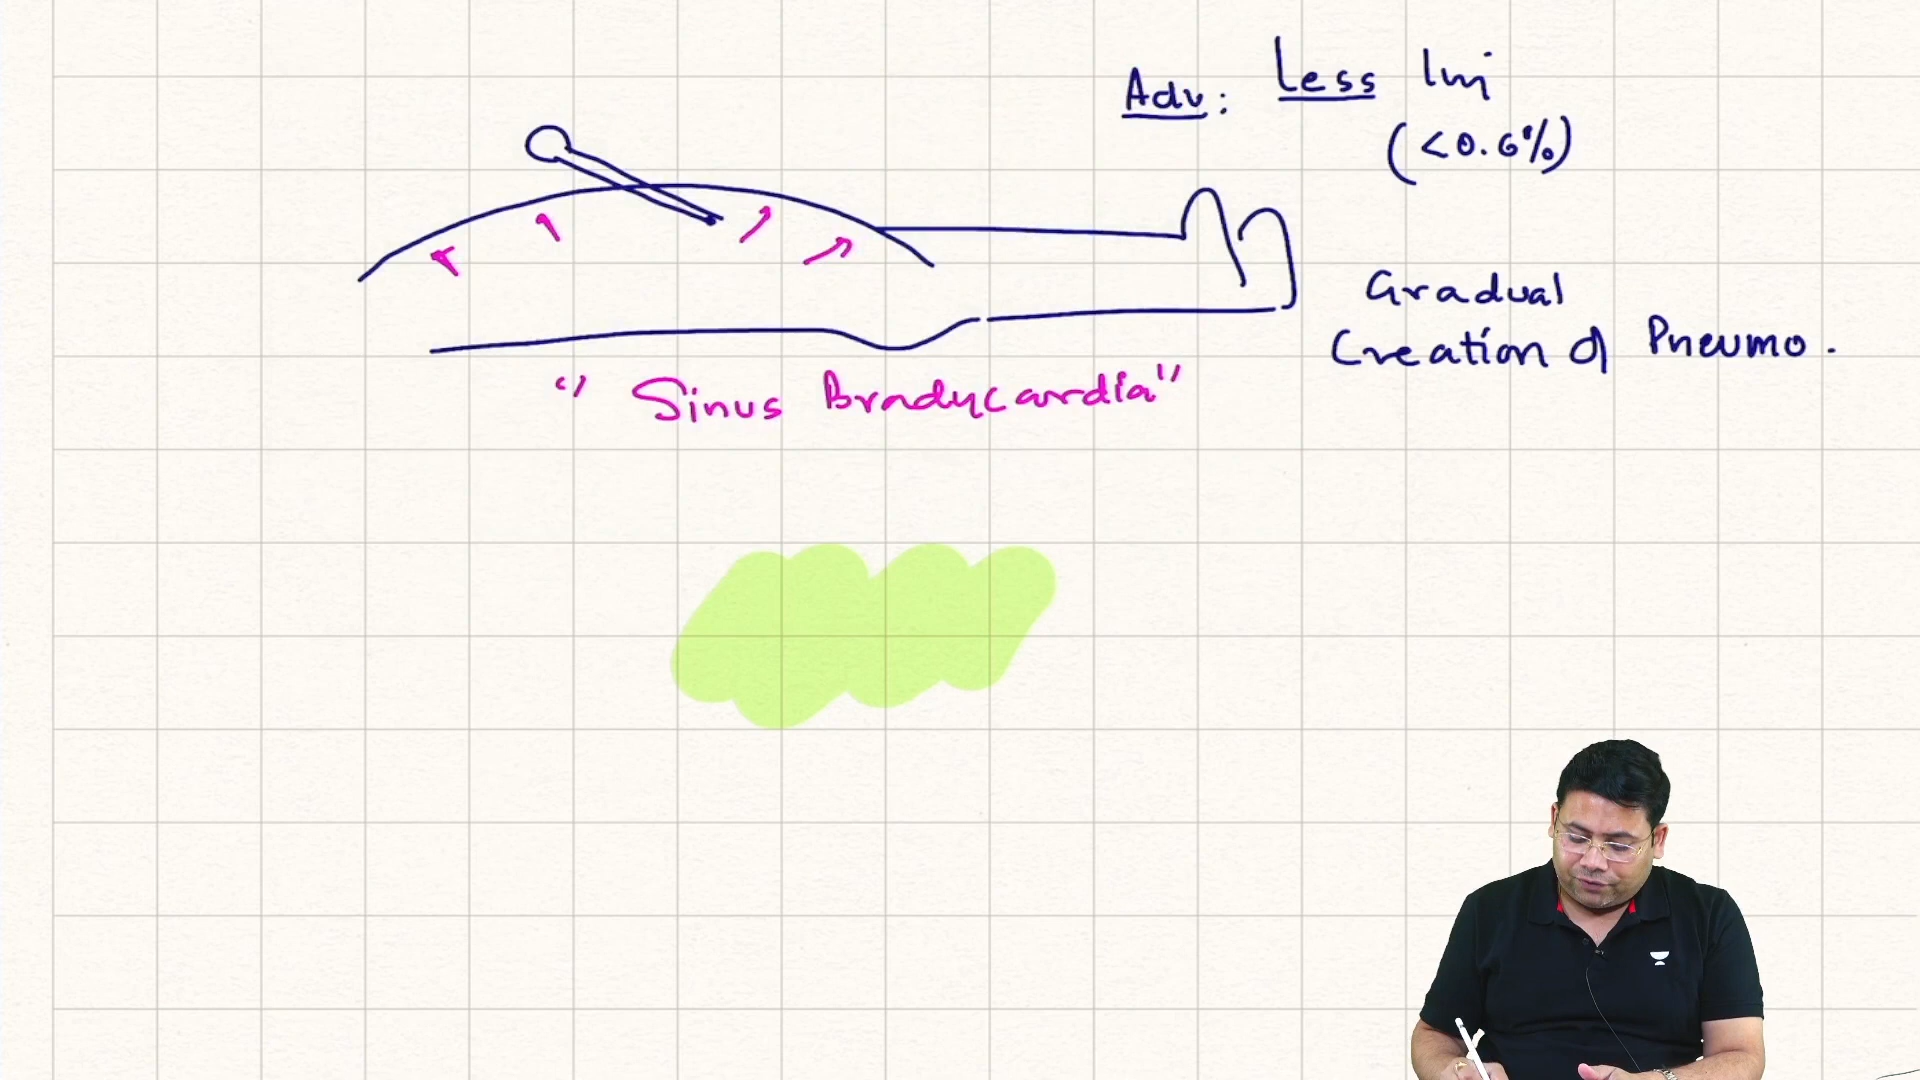 Adv: Less Inj
(<0.6%)
Gradual
Creation of Pneumo.
"Sinus Bradycardia"